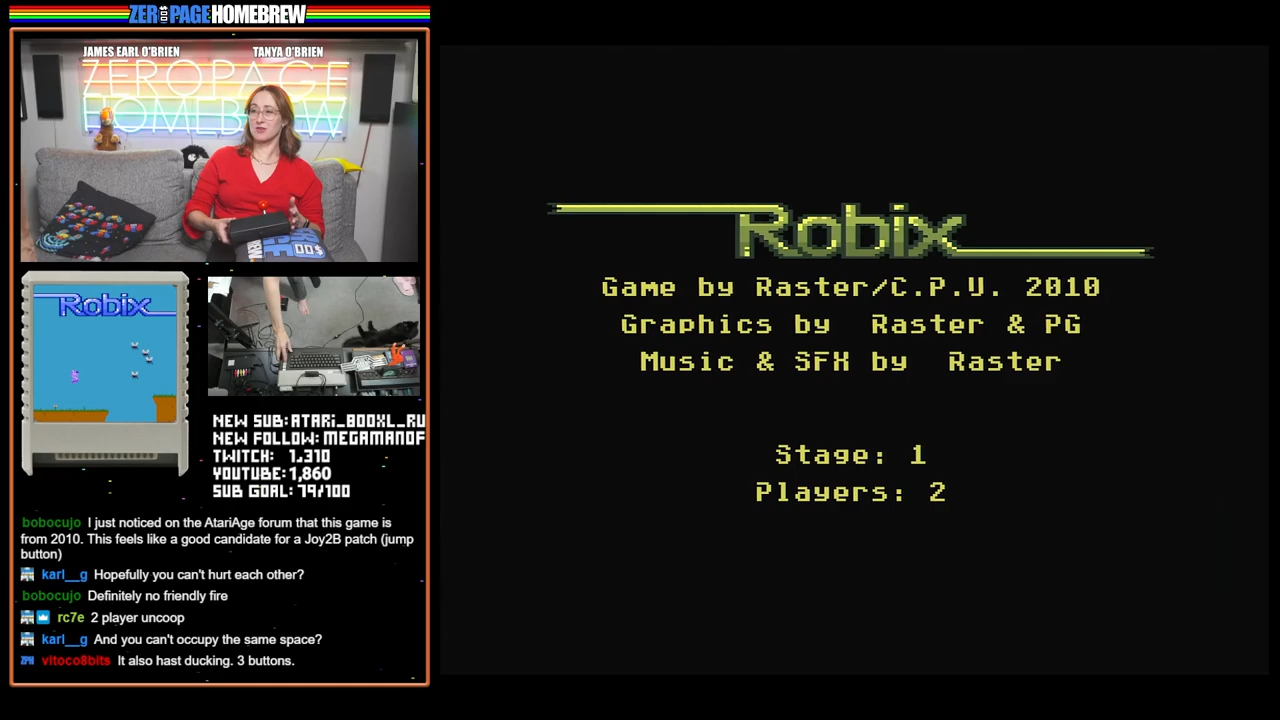 ZEROPAGE HOMEBREW
JAMES EARL O'BRIEN
TANYA O'BRIEN
ZEROPAGE
HOMEBREW
Robix
NEW SUB: ATARI_800XL_RU
NEW FOLLOW: MEGAMANOF
TWITCH: 1,310
YOUTUBE: 1,860
SUB GOAL: 79/100
bobocujo I just noticed on the AtariAge forum that this game is
from 2010. This feels like a good candidate for a Joy2B patch (jump
button)
karl__g Hopefully you can't hurt each other?
bobocujo Definitely no friendly fire
rc7e 2 player uncoop
karl__g And you can't occupy the same space?
vitoco8bits It also hast ducking. 3 buttons.
Robix
Game by Raster/C.P.U. 2010
Graphics by Raster & PG
Music & SFX by Raster
Stage: 1
Players: 2